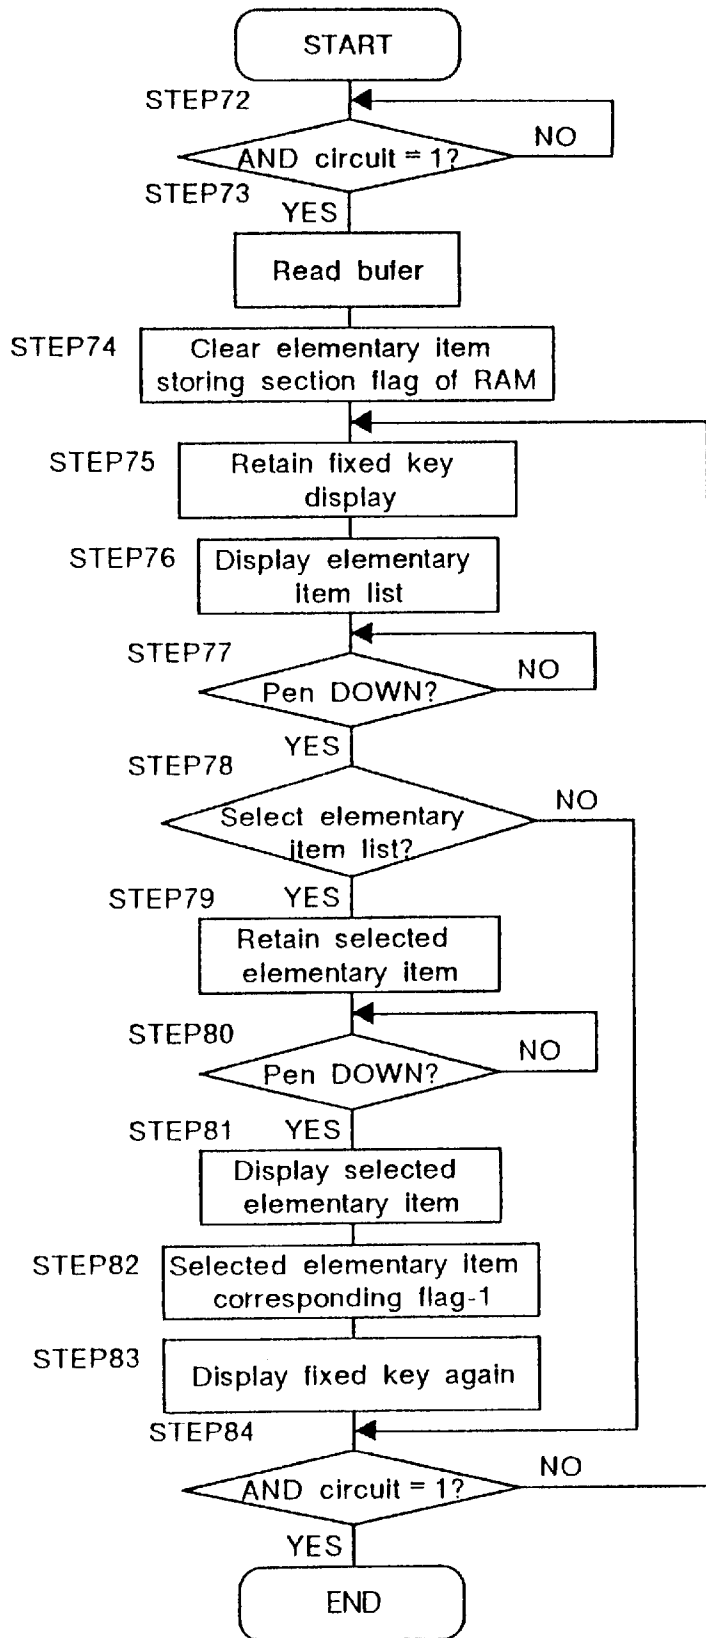 START
STEP72
NO
AND circuit = 1?
STEP73
YES
Read bufer
STEP74
Clear elementary item
storing section flag of RAM
STEP75
Retain fixed key
display
STEP76
Display elementary
item list
STEP77
NO
Pen DOWN?
YES
STEP78
NO
Select elementary
item list?
STEP79
YES
Retain selected
elementary item
STEP80
NO
Pen DOWN?
STEP81
YES
Display selected
elementary item
STEP82
Selected elementary item
corresponding flag-1
STEP83
Display fixed key again
STEP84
NO
AND circuit = 1?
YES
END